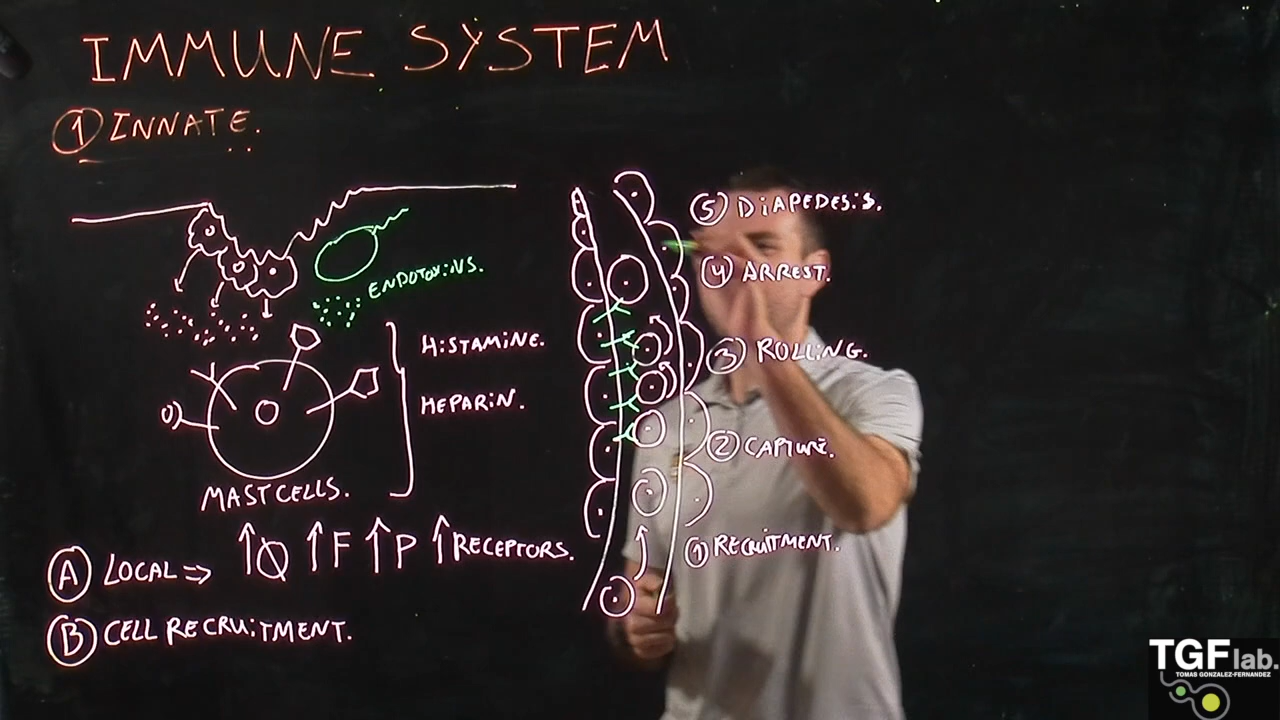 IMMUNE SYSTEM
① INNATE.
ENDOTOXINS.
HISTAMINE.
HEPARIN.
MAST CELLS.
Ⓐ LOCAL ⇒ ↑Ø ↑F ↑P ↑RECEPTORS.
Ⓑ CELL RECRUITMENT.
⑤ DIAPEDESIS.
④ ARREST.
③ ROLLING.
② CAPTURE.
① RECRUITMENT.
TGF lab.
TOMAS GONZALEZ-FERNANDEZ